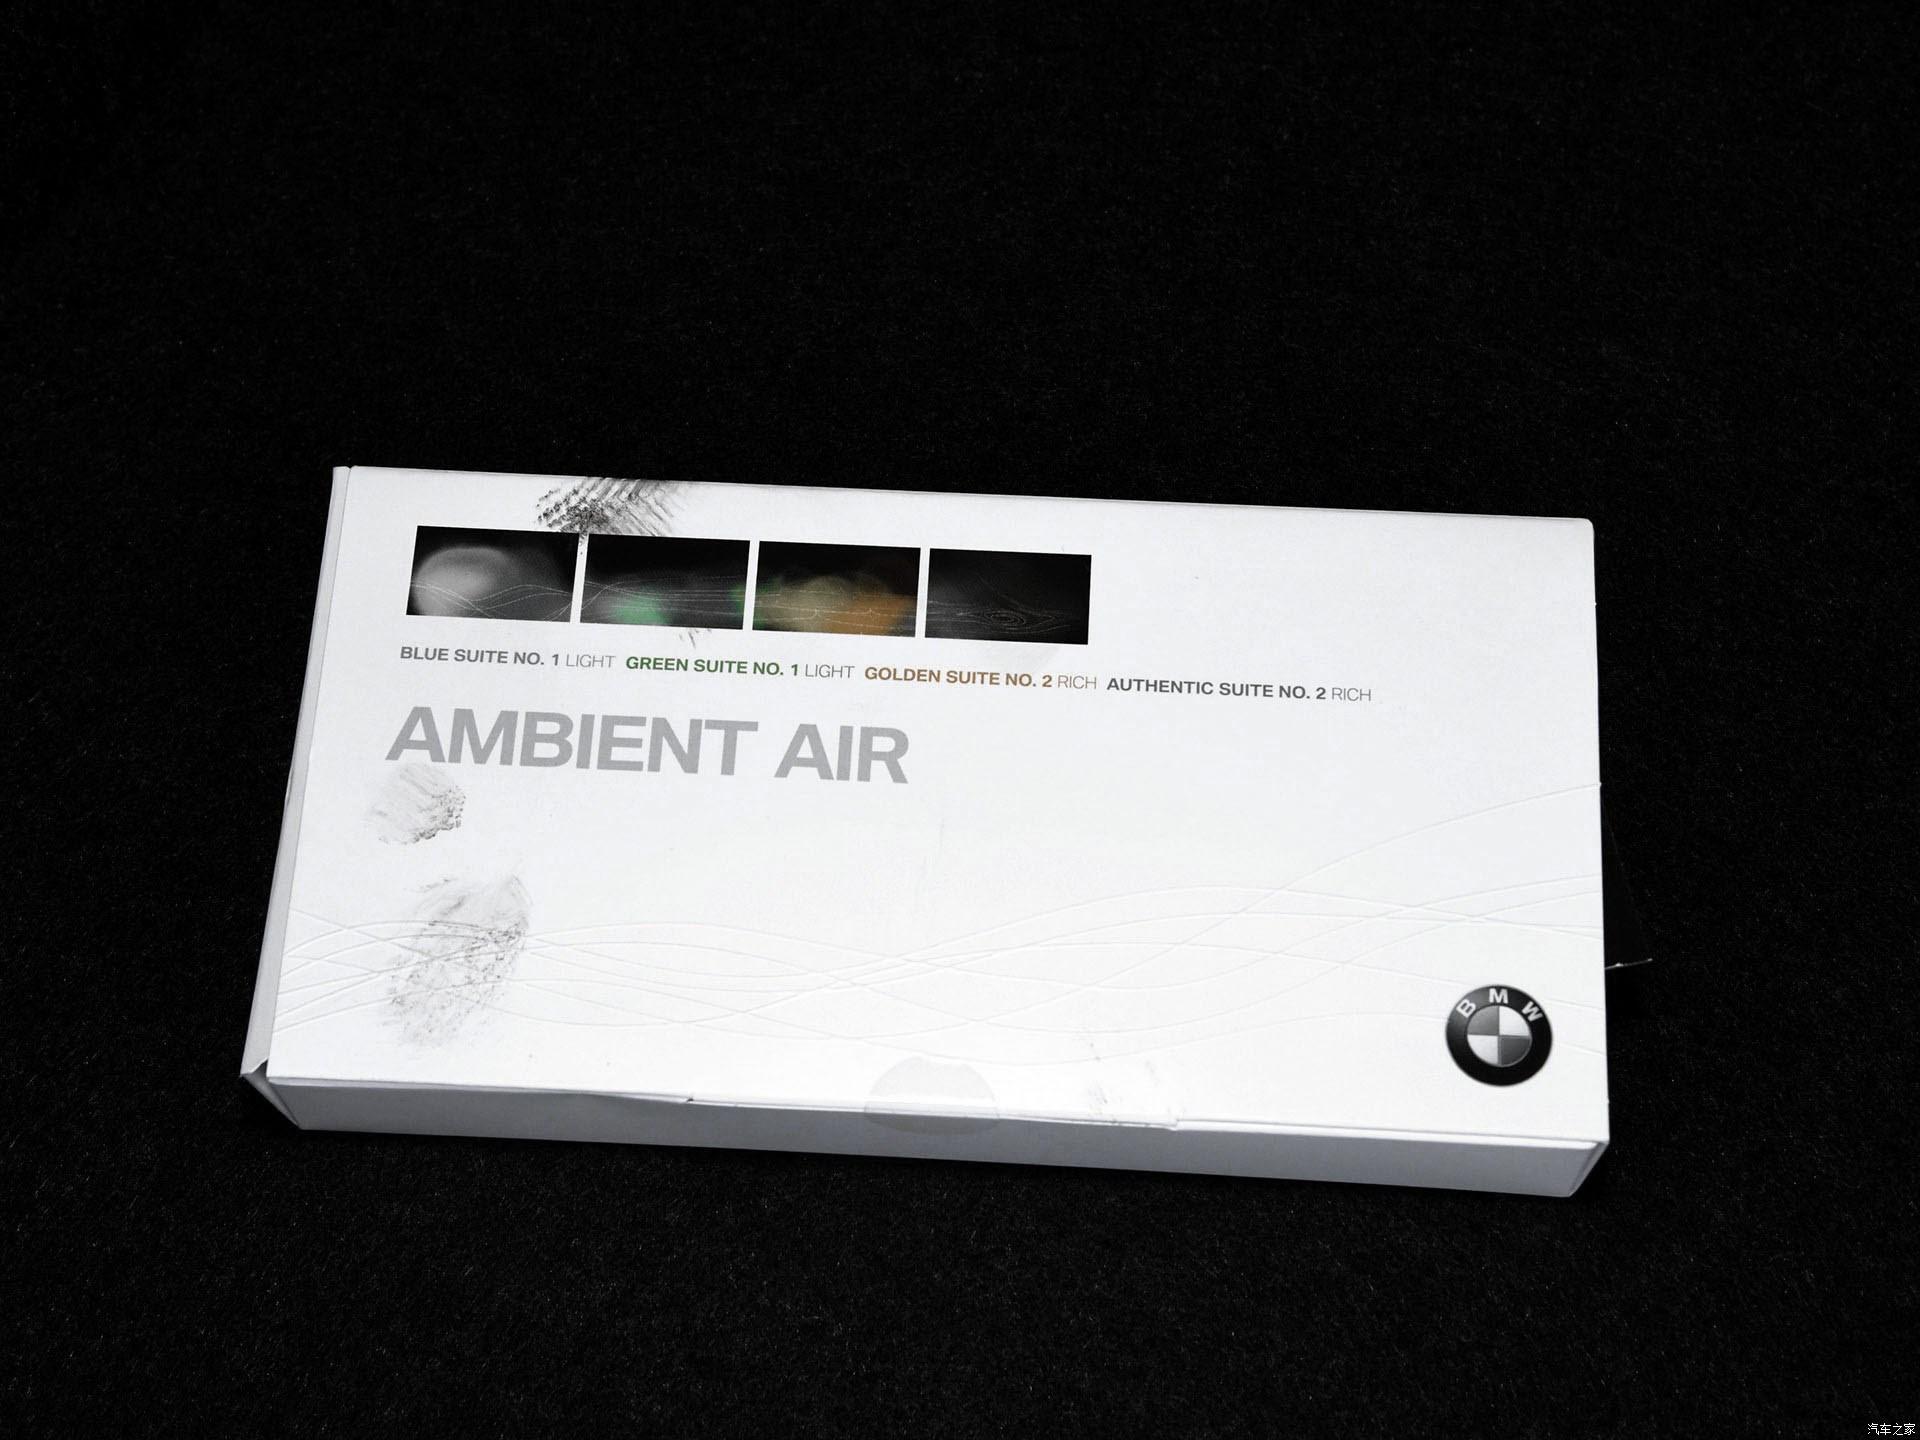 BLUE SUITE NO. 1 LIGHT GREEN SUITE NO. 1 LIGHT GOLDEN SUITE NO. 2 RICH AUTHENTIC SUITE NO. 2 RICH
AMBIENT AIR
BMW
汽车之家